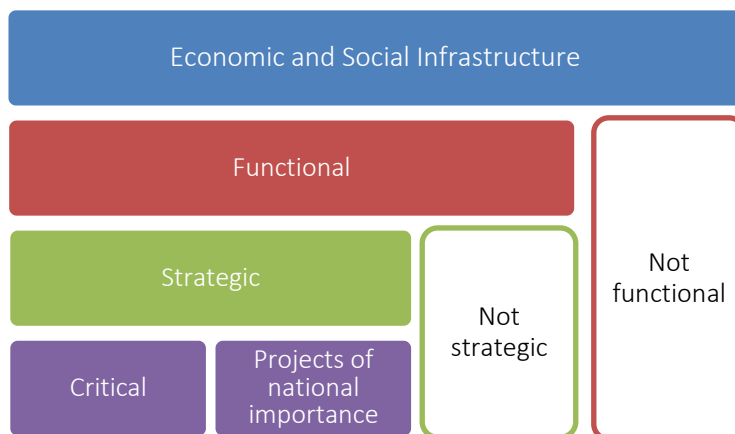 Economic and Social Infrastructure
Functional
Not
functional
Strategic
Not
strategic
Critical
Projects of
national
importance